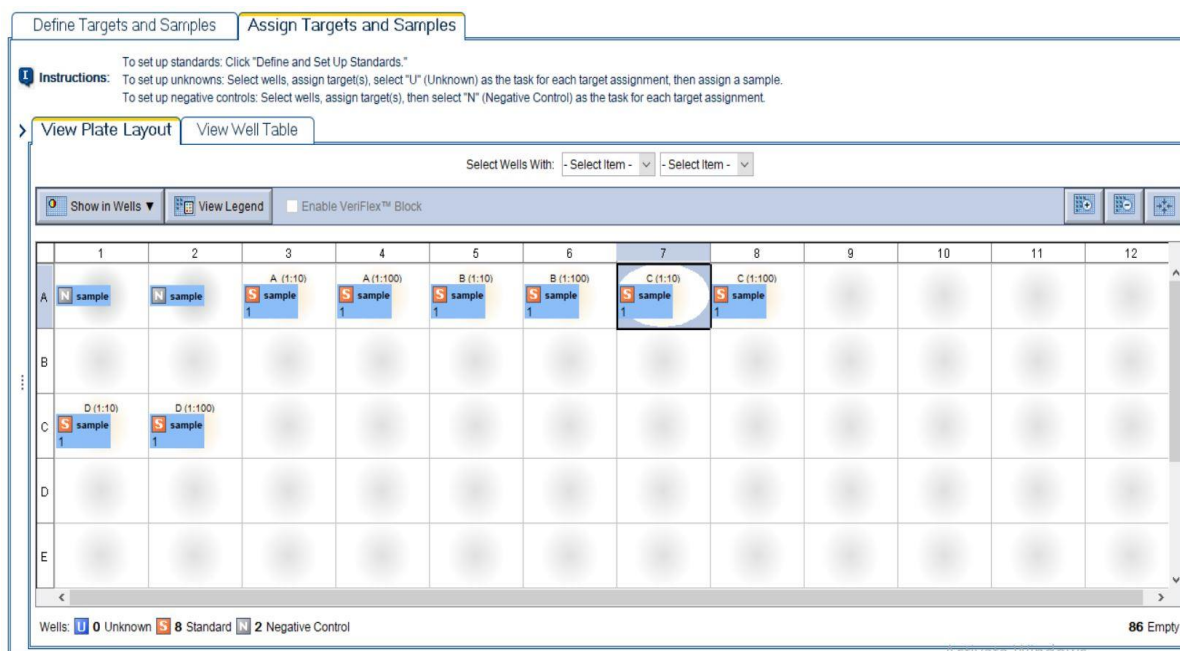 Define Targets and Samples Assign Targets and Samples
Instructions:
To set up standards: Click "Define and Set Up Standards."
To set up unknowns: Select wells, assign target(s), select "U" (Unknown) as the task for each target assignment, then assign a sample.
To set up negative controls: Select wells, assign target(s), then select "N" (Negative Control) as the task for each target assignment.
View Plate Layout View Well Table
Select Wells With: - Select Item - - Select Item -
Show in Wells ▼ View Legend Enable VeriFlex™ Block
1 2 3 4 5 6 7 8 9 10 11 12
A (1:10) A (1:100) B (1:10) B (1:100) C (1:10) C (1:100)
A N sample N sample S sample S sample S sample S sample S sample S sample
1 1 1 1 1 1
B
D (1:10) D (1:100)
C S sample S sample
1 1
D
E
Wells: U 0 Unknown S 8 Standard N 2 Negative Control 86 Empty